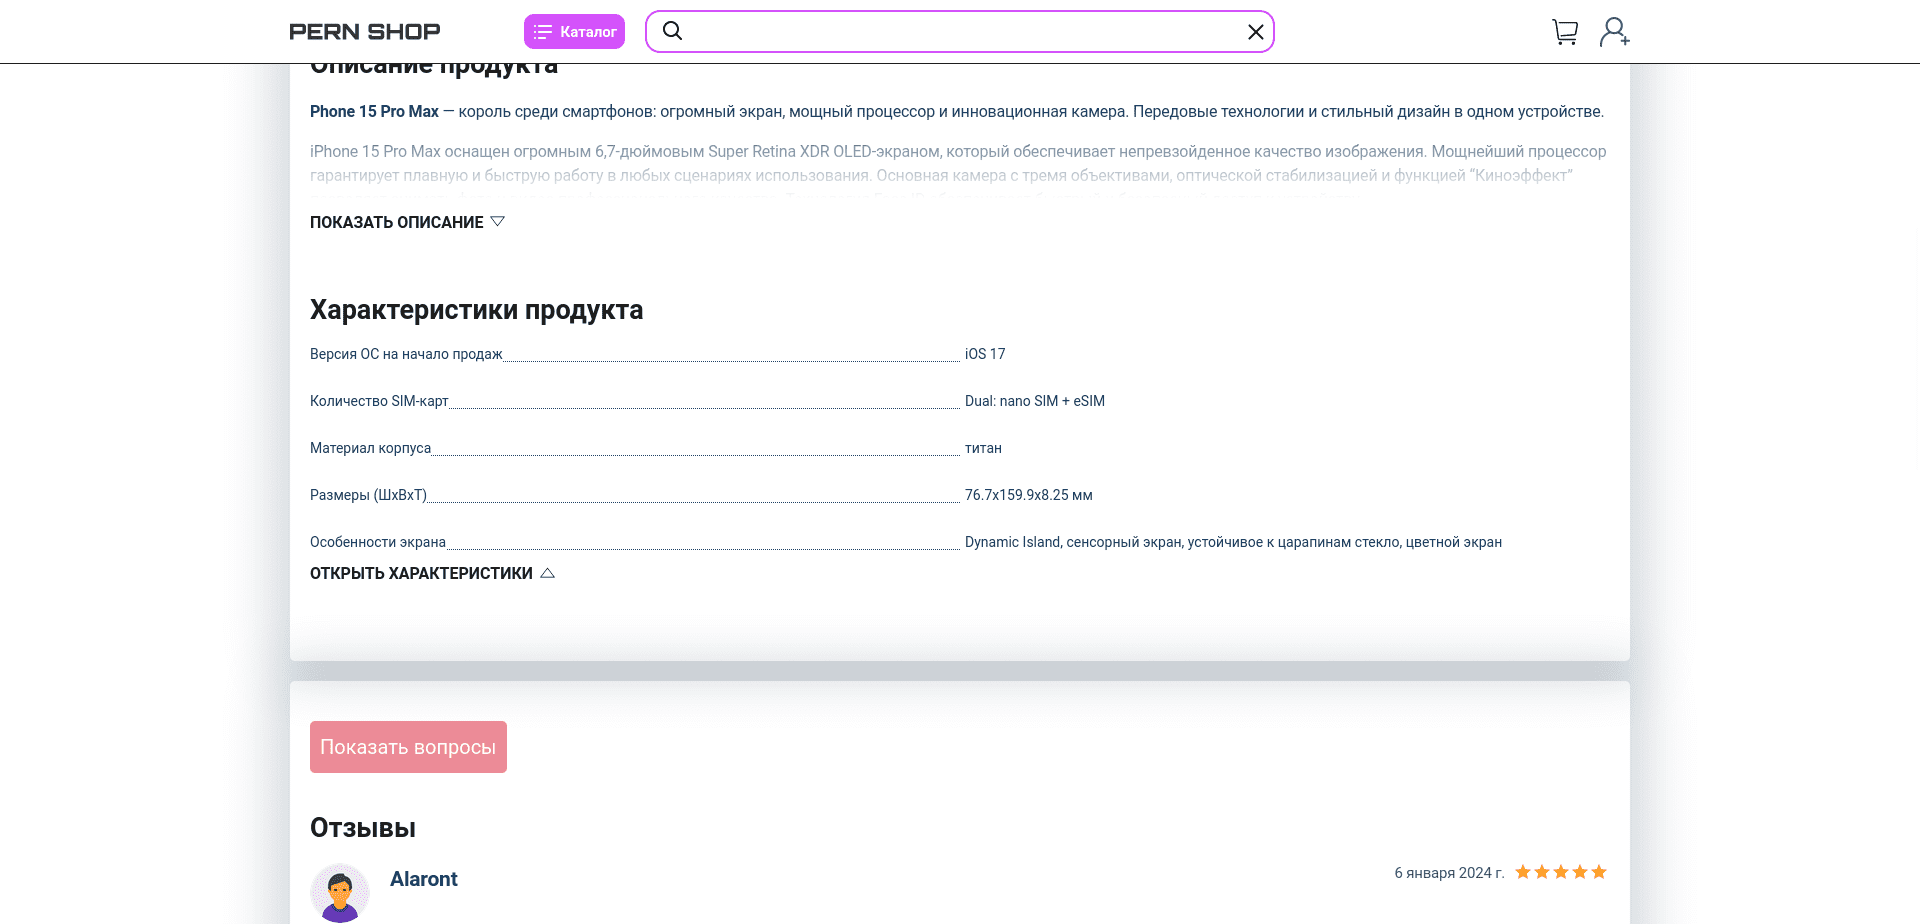 PERN SHOP
Каталог
Описание продукта
Phone 15 Pro Max — король среди смартфонов: огромный экран, мощный процессор и инновационная камера. Передовые технологии и стильный дизайн в одном устройстве.
iPhone 15 Pro Max оснащен огромным 6,7-дюймовым Super Retina XDR OLED-экраном, который обеспечивает непревзойденное качество изображения. Мощнейший процессор
гарантирует плавную и быструю работу в любых сценариях использования. Основная камера с тремя объективами, оптической стабилизацией и функцией “Киноэффект”
ПОКАЗАТЬ ОПИСАНИЕ
Характеристики продукта
Версия ОС на начало продаж iOS 17
Количество SIM-карт Dual: nano SIM + eSIM
Материал корпуса титан
Размеры (ШxВxТ) 76.7x159.9x8.25 мм
Особенности экрана Dynamic Island, сенсорный экран, устойчивое к царапинам стекло, цветной экран
ОТКРЫТЬ ХАРАКТЕРИСТИКИ
Показать вопросы
Отзывы
Alaront
6 января 2024 г.